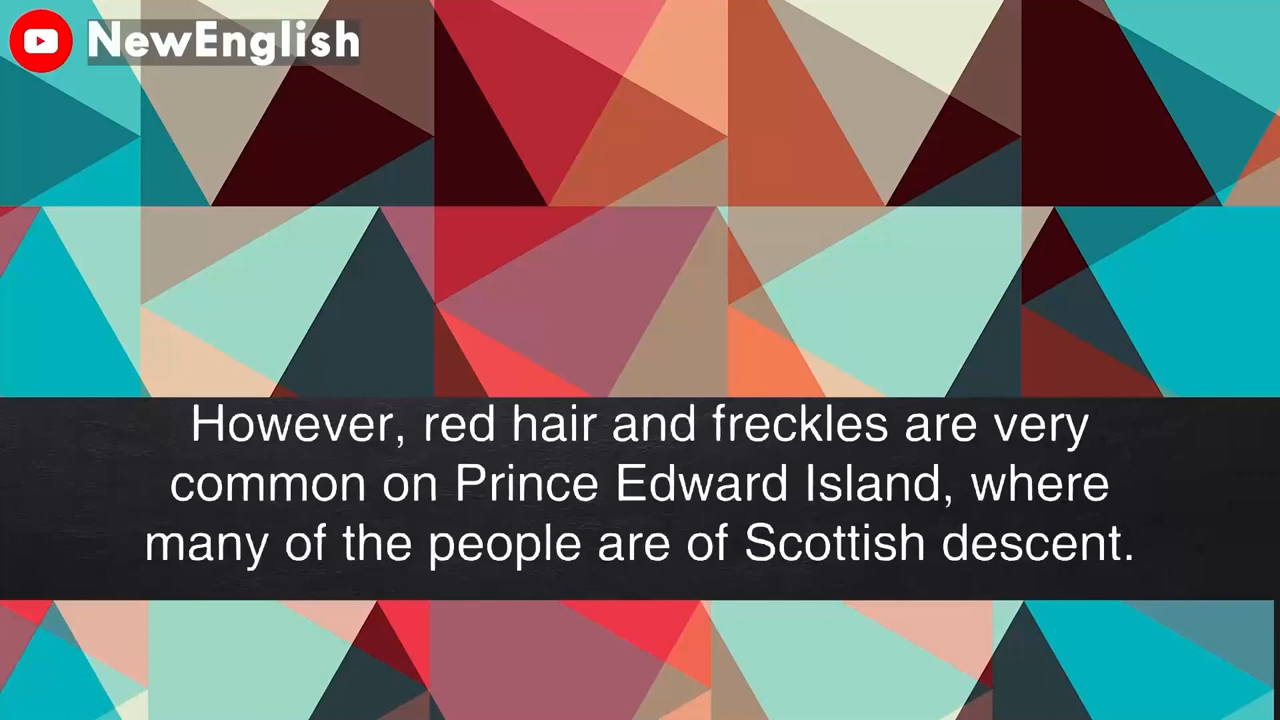 NewEnglish
However, red hair and freckles are very
common on Prince Edward Island, where
many of the people are of Scottish descent.